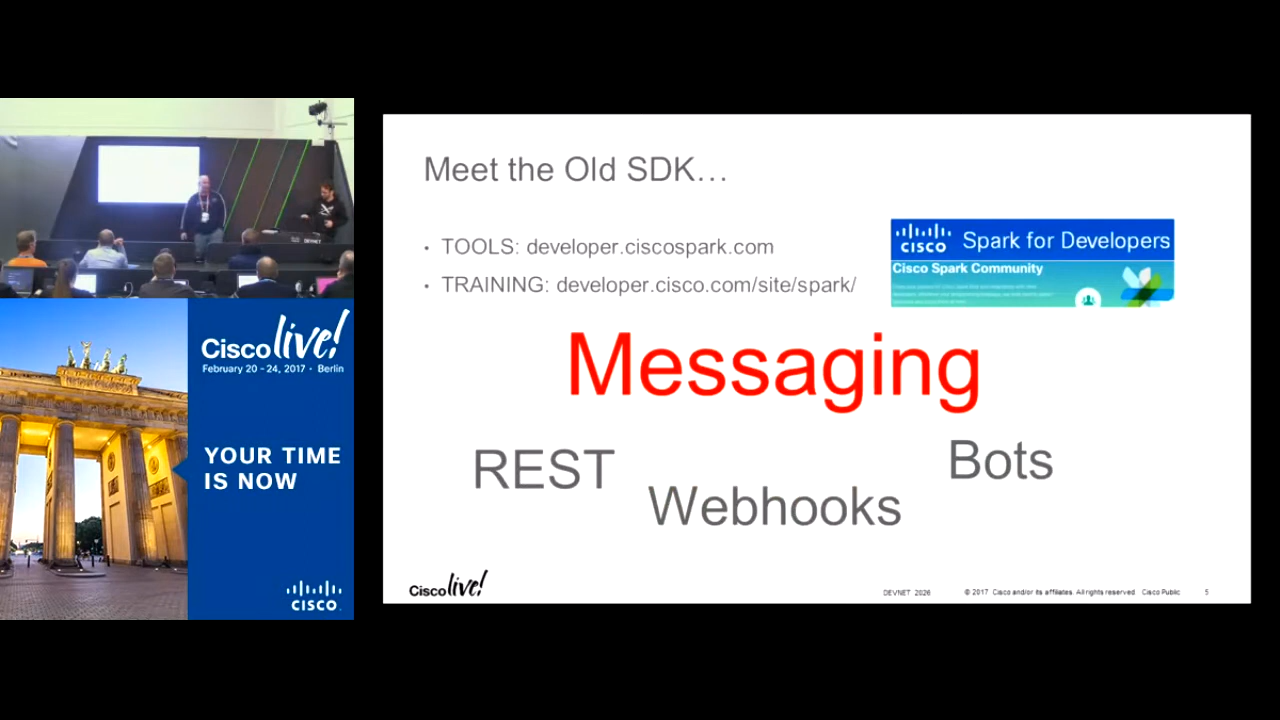 DEVNET
Cisco live!
February 20 - 24, 2017 • Berlin
YOUR TIME
IS NOW
CISCO
Meet the Old SDK…
• TOOLS: developer.ciscospark.com
• TRAINING: developer.cisco.com/site/spark/
CISCO Spark for Developers
Cisco Spark Community
Messaging
REST
Bots
Webhooks
Cisco live!
DEVNET 2026
© 2017 Cisco and/or its affiliates. All rights reserved. Cisco Public
5